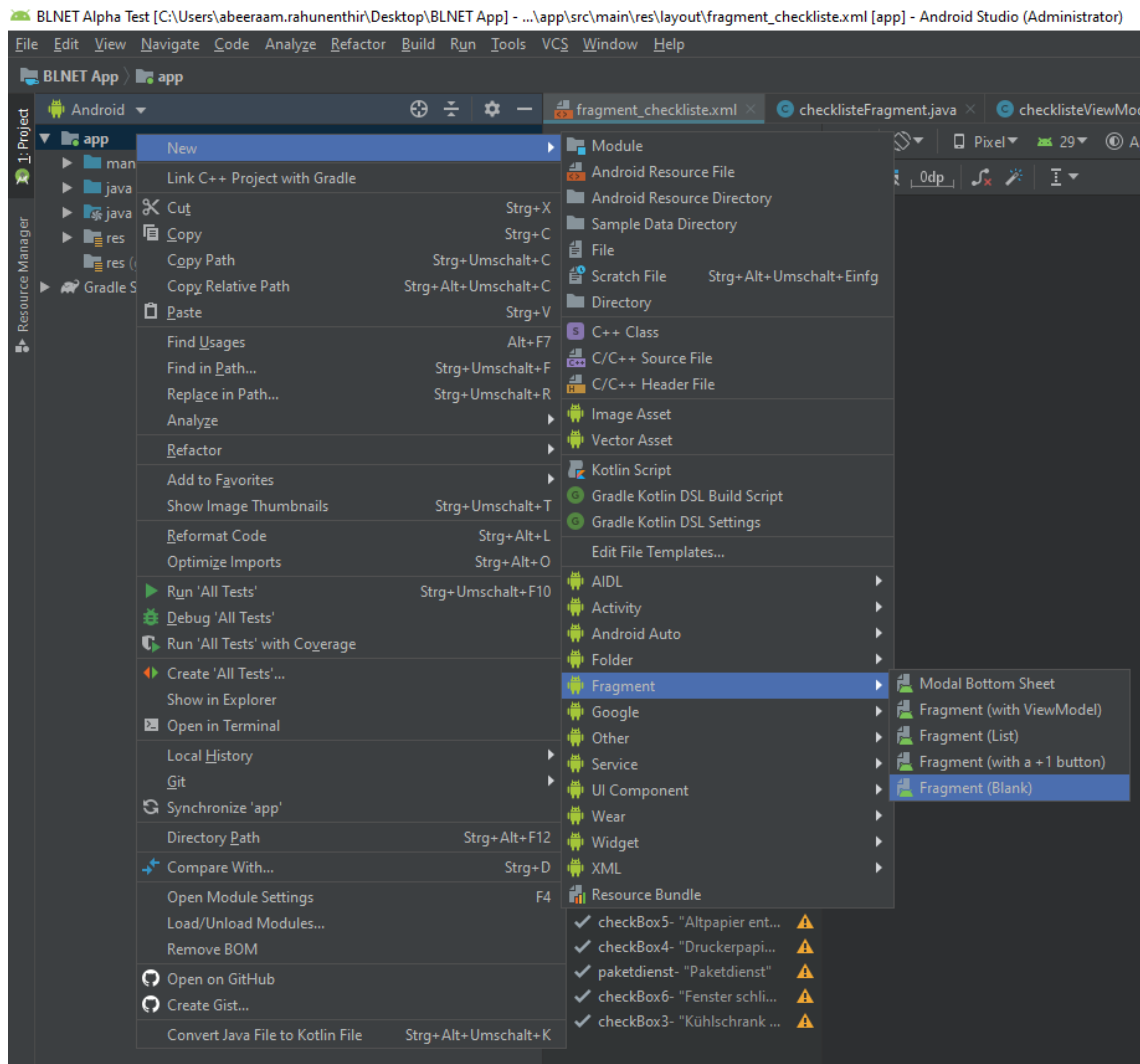 BLNET Alpha Test [C:\Users\abeeraam.rahunenthir\Desktop\BLNET App] - ...\app\src\main\res\layout\fragment_checkliste.xml [app] - Android Studio (Administrator)
File Edit View Navigate Code Analyze Refactor Build Run Tools VCS Window Help
BLNET App app
1: Project
Resource Manager
Android
app
man
java
java
res
res (
Gradle S
fragment_checkliste.xml checklisteFragment.java checklisteViewMo
Pixel 29 A
0dp
New
Link C++ Project with Gradle
Cut Strg+X
Copy Strg+C
Copy Path Strg+Umschalt+C
Copy Relative Path Strg+Alt+Umschalt+C
Paste Strg+V
Find Usages Alt+F7
Find in Path... Strg+Umschalt+F
Replace in Path... Strg+Umschalt+R
Analyze
Refactor
Add to Favorites
Show Image Thumbnails Strg+Umschalt+T
Reformat Code Strg+Alt+L
Optimize Imports Strg+Alt+O
Run 'All Tests' Strg+Umschalt+F10
Debug 'All Tests'
Run 'All Tests' with Coverage
Create 'All Tests'...
Show in Explorer
Open in Terminal
Local History
Git
Synchronize 'app'
Directory Path Strg+Alt+F12
Compare With... Strg+D
Open Module Settings F4
Load/Unload Modules...
Remove BOM
Open on GitHub
Create Gist...
Convert Java File to Kotlin File Strg+Alt+Umschalt+K
Module
Android Resource File
Android Resource Directory
Sample Data Directory
File
Scratch File Strg+Alt+Umschalt+Einfg
Directory
C++ Class
C/C++ Source File
C/C++ Header File
Image Asset
Vector Asset
Kotlin Script
Gradle Kotlin DSL Build Script
Gradle Kotlin DSL Settings
Edit File Templates...
AIDL
Activity
Android Auto
Folder
Fragment
Google
Other
Service
UI Component
Wear
Widget
XML
Resource Bundle
Modal Bottom Sheet
Fragment (with ViewModel)
Fragment (List)
Fragment (with a +1 button)
Fragment (Blank)
checkBox5- "Altpapier ent...
checkBox4- "Druckerpapi...
paketdienst- "Paketdienst"
checkBox6- "Fenster schli...
checkBox3- "Kühlschrank ...